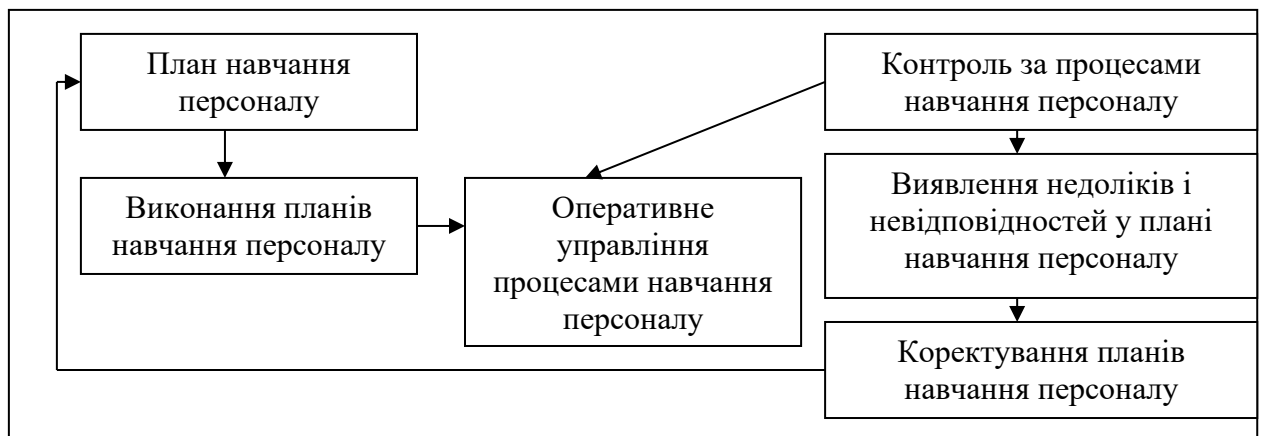 План навчання
персоналу
Виконання планів
навчання персоналу
Оперативне
управління
процесами навчання
персоналу
Контроль за процесами
навчання персоналу
Виявлення недоліків і
невідповідностей у плані
навчання персоналу
Коректування планів
навчання персоналу